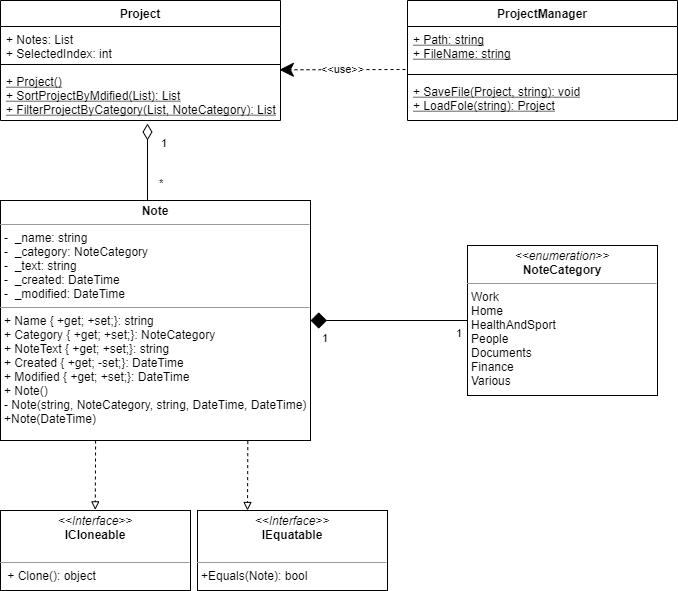 Project
+ Notes: List
+ SelectedIndex: int
+ Project()
+ SortProjectByMdified(List): List
+ FilterProjectByCategory(List, NoteCategory): List
ProjectManager
+ Path: string
+ FileName: string
+ SaveFile(Project, string): void
+ LoadFole(string): Project
<<use>>
1
*
Note
- _name: string
- _category: NoteCategory
- _text: string
- _created: DateTime
- _modified: DateTime
+ Name { +get; +set;}: string
+ Category { +get; +set;}: NoteCategory
+ NoteText { +get; +set;}: string
+ Created { +get; -set;}: DateTime
+ Modified { +get; +set;}: DateTime
+ Note()
- Note(string, NoteCategory, string, DateTime, DateTime)
+Note(DateTime)
1
1
<<enumeration>>
NoteCategory
Work
Home
HealthAndSport
People
Documents
Finance
Various
<<Interface>>
ICloneable
+ Clone(): object
<<Interface>>
IEquatable
+Equals(Note): bool